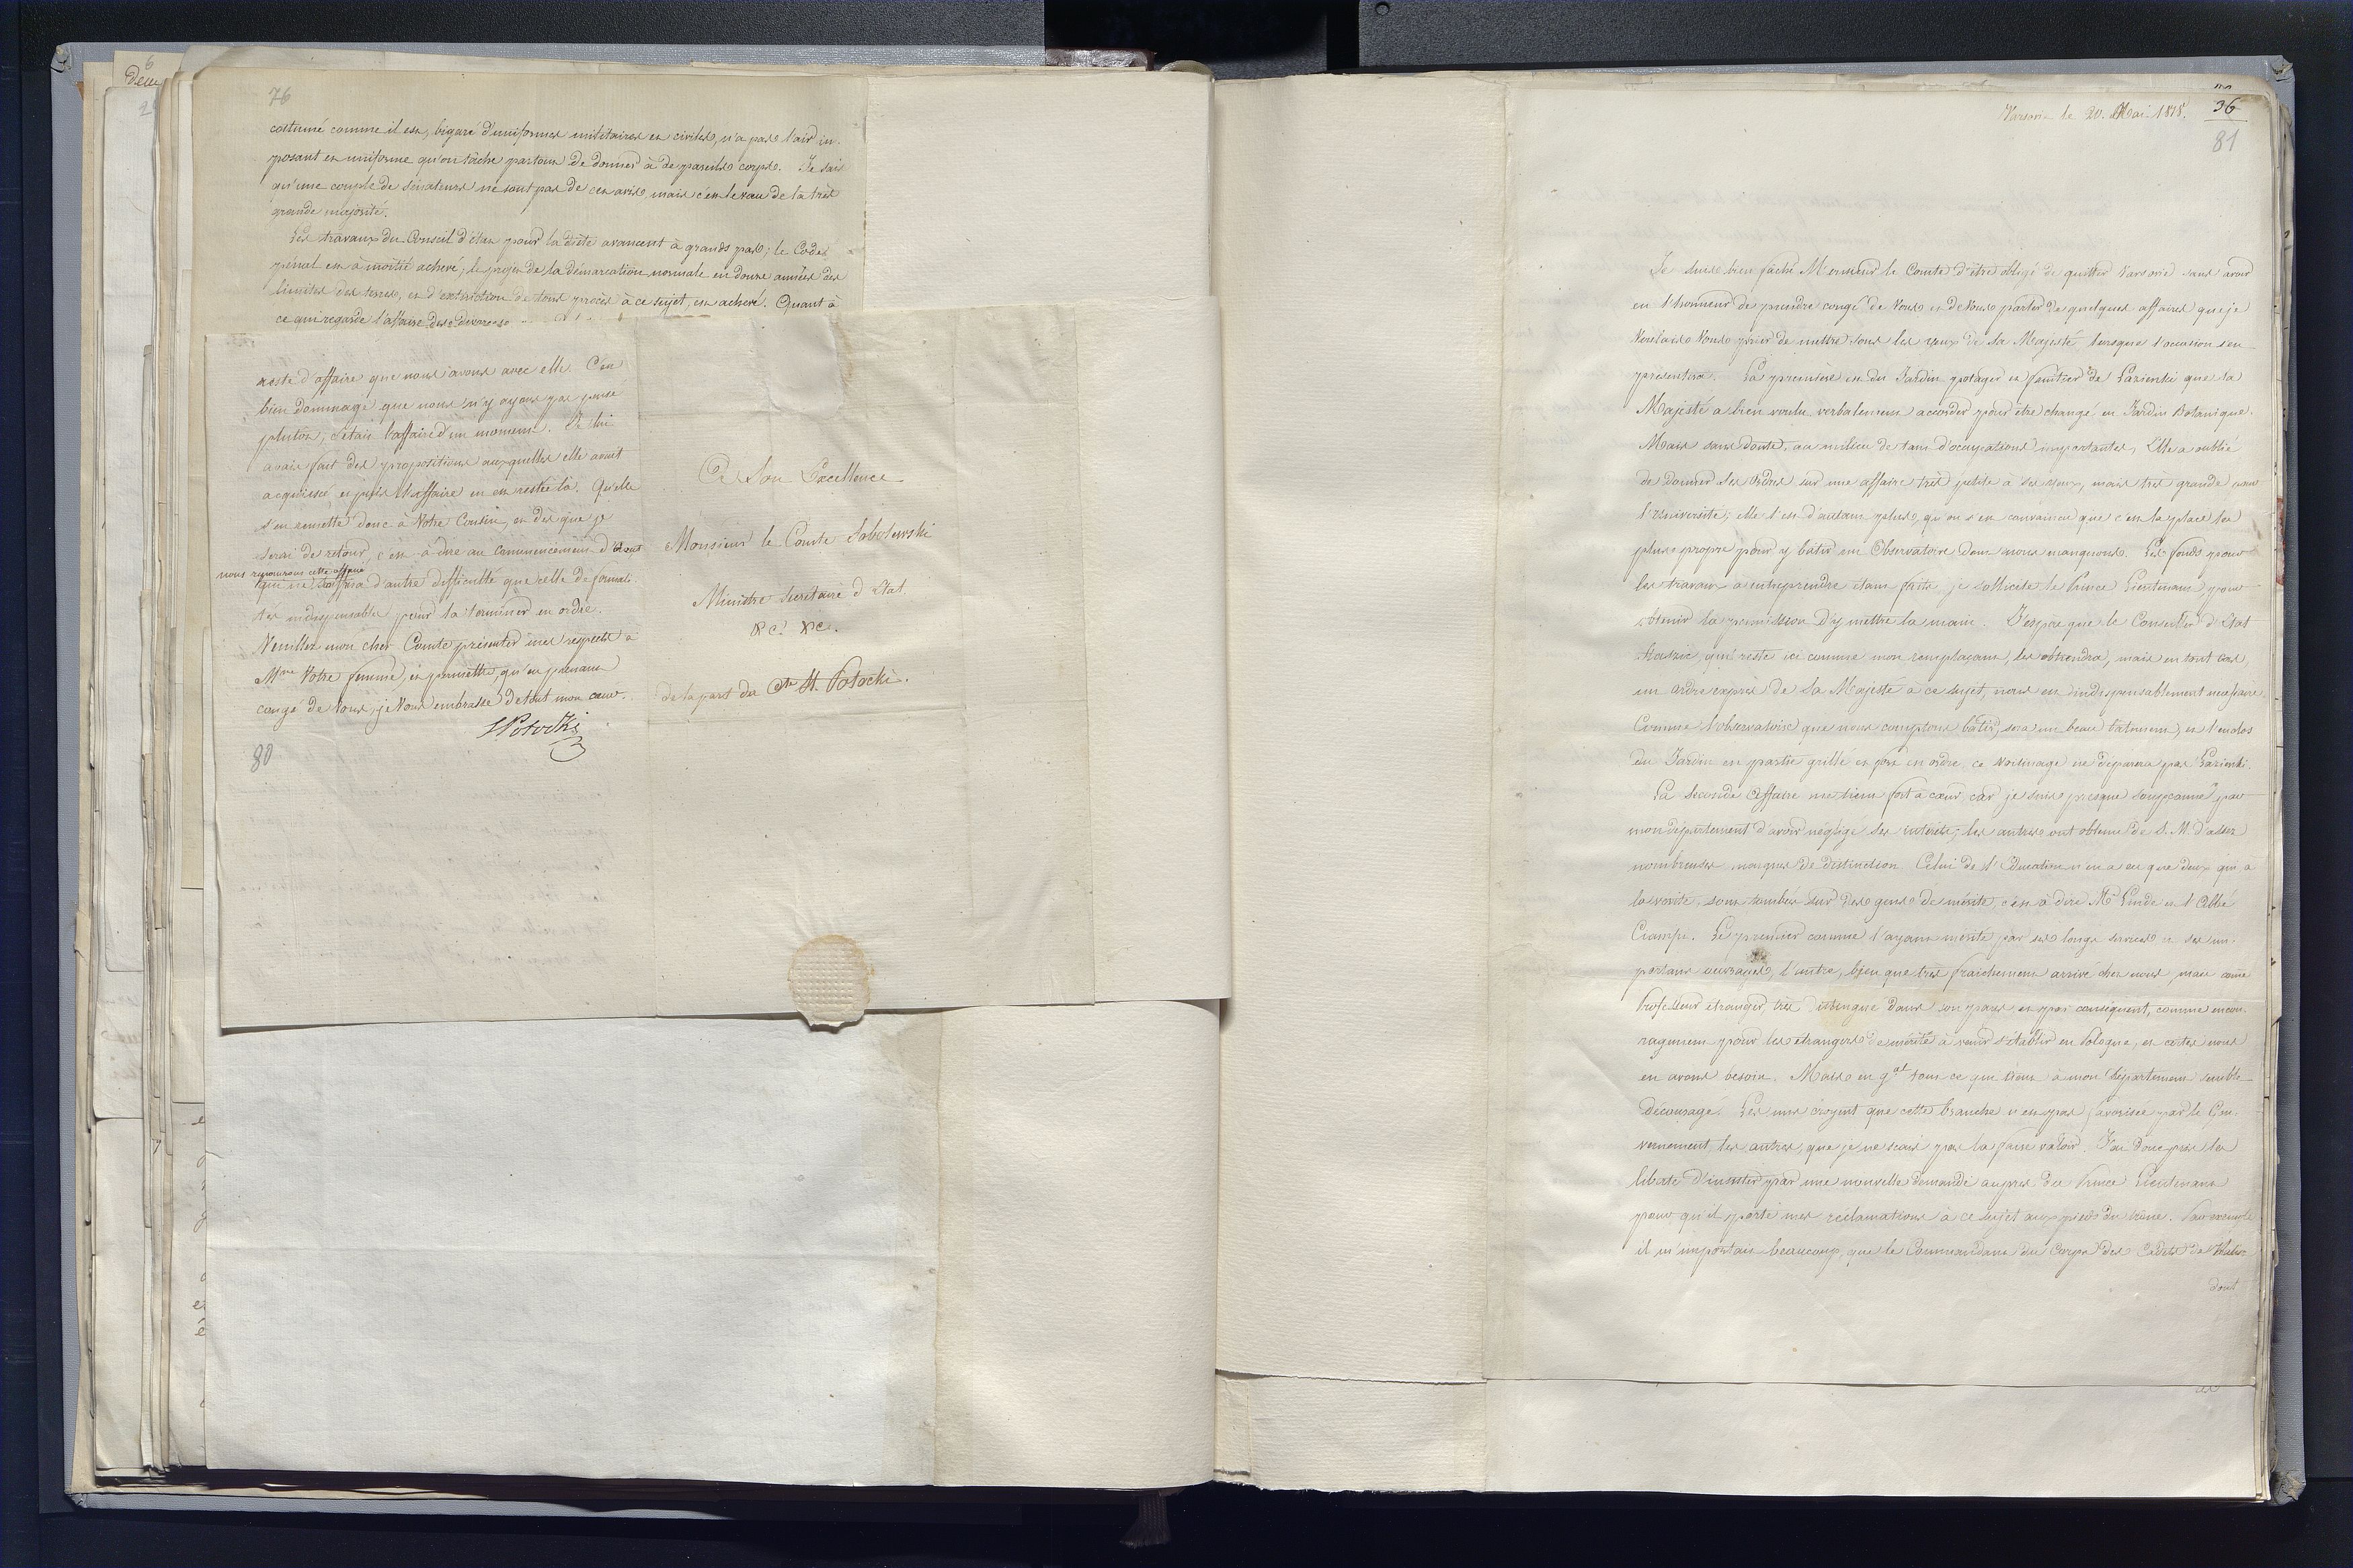 76
costumé comme il est, bigaré d'uniformes militaires et civiles, n'a pas l'air im-
posant et uniforme qu'on tâche partout de donner à de pareils corps. Je sais
qu'une couple de sénateurs ne sont pas de cet avis, mais c'est le vœu de la très
grande majorité.
Les travaux du Conseil d'état pour la diète avancent à grands pas; le Code
pénal est à moitié achevé; le projet de la démarcation normale en douze années des
limites des terres, et d'extinction de tous procès à ce sujet, est achevé. Quant à
ce qui regarde l'affaire des divorces
reste d'affaire que nous avons avec elle. C'est
bien dommage que nous n'y ayons pas pensé
plutôt, c'étoit l'affaire d'un moment. On lui
avais fait des propositions auxquelles elle avait
acquiescé et puis l'affaire en est restée là. Qu'elle
s'en remette donc à Votre Cousin, et dès que je
serai de retour, c'est-à-dire au commencement d'Aout
nous reprendrons cette affaire
qui ne d'autre difficulté que celle de formali-
tés indispensable pour la terminer en ordre.
Veuillez mon cher Comte présenter mes respects à
Mme Votre femme, et permettre, qu'en prenant
congé de Vous, je Vous embrasse de tout mon cœur.
SPotocki
80
A Son Excellence
Monsieur le Comte Sobolewski
Ministre Secretaire d'Etat.
&c. &c.
de la part du Cte St. Potocki.
Varsovie le 20. Mai 1818.
36
81
Je suis bien fâché Monsieur le Comte d'être obligé de quitter Varsovie sans avoir
eu l'honneur de prendre congé de Vous et de Vous parler de quelques affaires que je
Voulais Vous prier de mettre sous les yeux de Sa Majesté lorsque l'occasion s'en
présentera. La première est du Jardin potager et fruitier de Lazienki que Sa
Majesté a bien voulu verbalement accorder pour être changé en Jardin Botanique.
Mais sans doute, au milieu de tant d'occupations importantes, Elle a oublié
de donner Ses Ordres sur une affaire très petite à Ses yeux, mais très grande pour
l'Université; elle l'est d'autant plus, qu'on s'est convaincu que c'est la place la
plus propre pour y bâtir un Observatoire dont nous manquons. Les fonds pour
les travaux à entreprendre étant faits, je sollicite le Prince Lieutenant pour
obtenir la permission d'y mettre la main. J'espère que le Conseiller d'Etat
Staszic, qui reste ici comme mon remplaçant, les obtiendra, mais en tout cas,
un ordre exprès de Sa Majesté à ce sujet, nous est indispensablement nécessaire.
Comme l'observatoire que nous comptons bâtir, sera un beau bâtiment, et l'enclos
du Jardin en partie grillé et mis en ordre, ce voisinage ne déparera pas Lazienki.
La seconde Affaire me tient fort à cœur, car je suis presque soupçonné par
mon département d'avoir négligé ses intérêts; les autres ont obtenu de S. M. d'assez
nombreuses marques de distinction. Celui de l'Education n'en a eu que deux qui à
la vérité, sont tombés sur des gens de mérite, c'est à dire Mr Linde et l'Abbé
Ciampi. Le premier comme l'ayant mérité par ses longs services et ses im-
portans ouvrages, l'autre, bien que très fraichement arrivé chez nous, mais come
Professeur étranger, très distingué dans son pays et par conséquent, comme encou-
ragement pour les étrangers de mérite à venir s'établir en Pologne, et certes nous
en avons besoin. Mais en gal tout ce qui tient à mon département semble
découragé. Les uns croyent que cette branche n'est pas favorisée par le Gou-
vernement, les autres, que je ne scais pas la faire valoir. J'ai donc pris la
liberté d'insister par une nouvelle demande auprès du Prince Lieutenant
pour qu'il porte mes réclamations à ce sujet aux pieds du trône. Par exemple
il m'importait beaucoup, que le Commandant du Corps des Cadets de Kalisz
dont